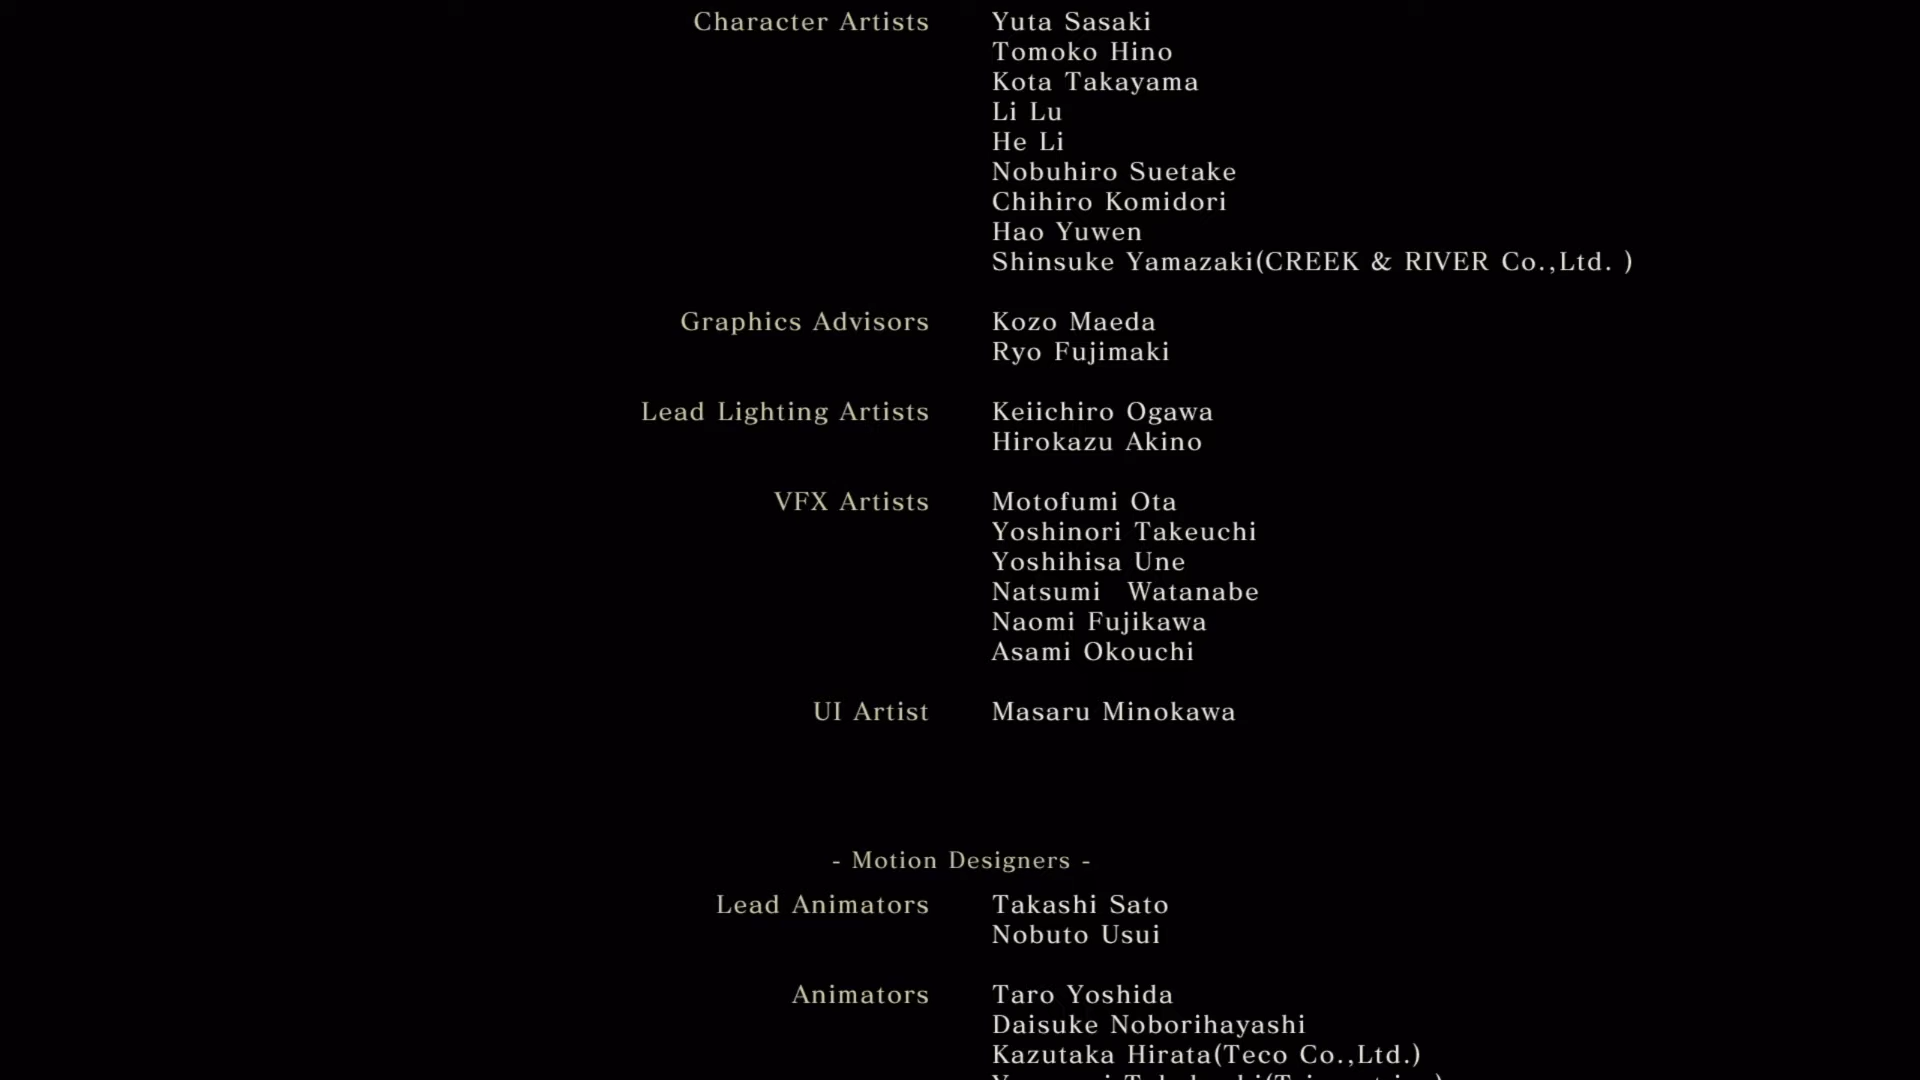 Character Artists Yuta Sasaki
Tomoko Hino
Kota Takayama
Li Lu
He Li
Nobuhiro Suetake
Chihiro Komidori
Hao Yuwen
Shinsuke Yamazaki(CREEK & RIVER Co.,Ltd. )
Graphics Advisors Kozo Maeda
Ryo Fujimaki
Lead Lighting Artists Keiichiro Ogawa
Hirokazu Akino
VFX Artists Motofumi Ota
Yoshinori Takeuchi
Yoshihisa Une
Natsumi Watanabe
Naomi Fujikawa
Asami Okouchi
UI Artist Masaru Minokawa
- Motion Designers -
Lead Animators Takashi Sato
Nobuto Usui
Animators Taro Yoshida
Daisuke Noborihayashi
Kazutaka Hirata(Teco Co.,Ltd.)